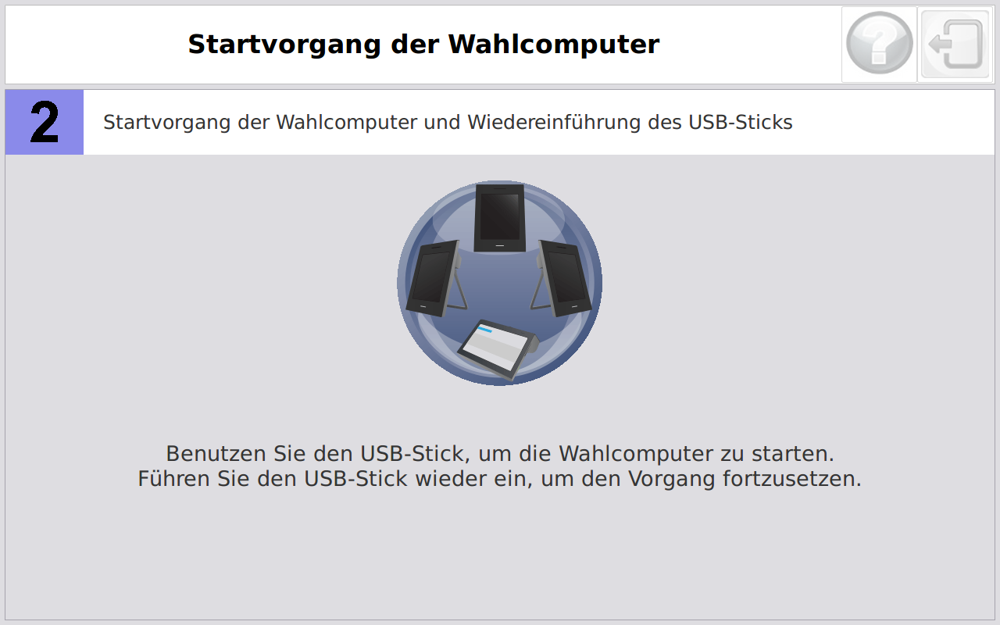 Startvorgang der Wahlcomputer
2
Startvorgang der Wahlcomputer und Wiedereinführung des USB-Sticks
Benutzen Sie den USB-Stick, um die Wahlcomputer zu starten.
Führen Sie den USB-Stick wieder ein, um den Vorgang fortzusetzen.